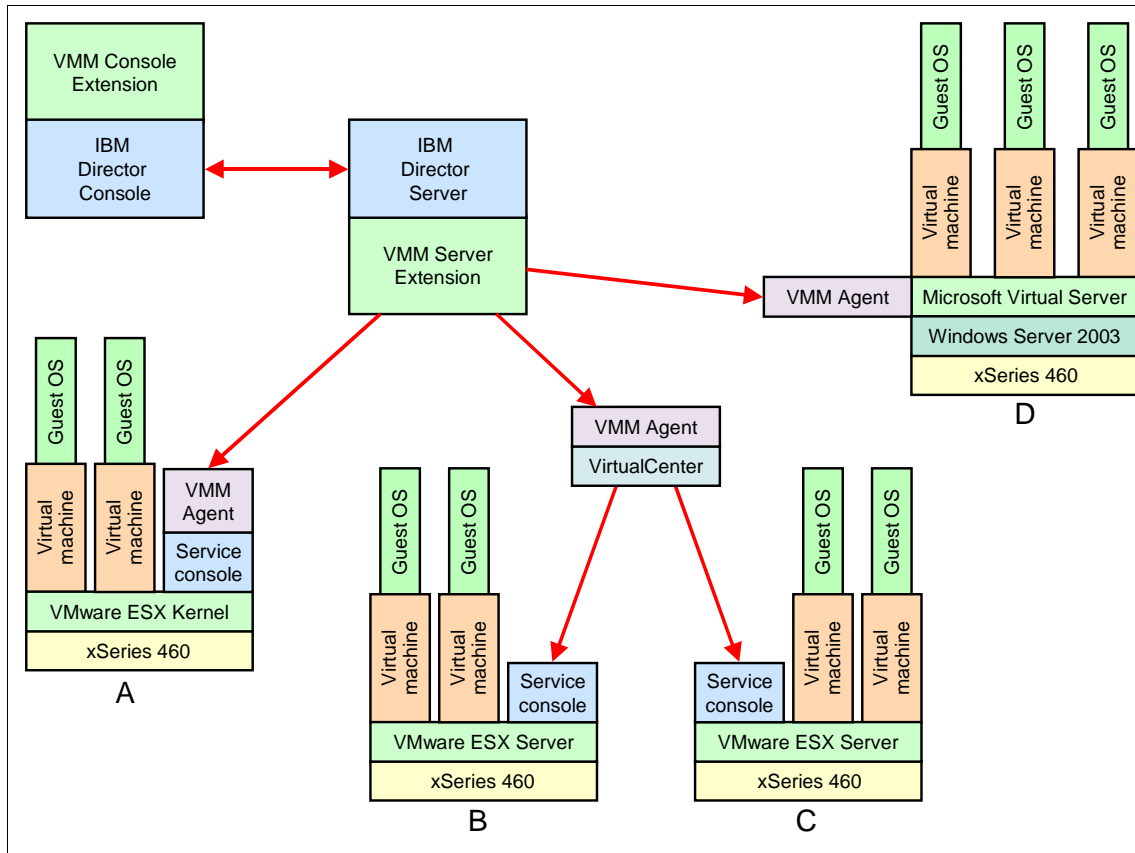 VMM Console
Extension
IBM
Director
Console
IBM
Director
Server
VMM Server
Extension
Guest OS
Guest OS
Guest OS
Virtual
machine
Virtual
machine
Virtual
machine
VMM Agent
Microsoft Virtual Server
Windows Server 2003
xSeries 460
D
Guest OS
Guest OS
Virtual
machine
Virtual
machine
VMM
Agent
Service
console
VMware ESX Kernel
xSeries 460
A
VMM Agent
VirtualCenter
Guest OS
Guest OS
Virtual
machine
Virtual
machine
Service
console
VMware ESX Server
xSeries 460
B
Guest OS
Guest OS
Service
console
Virtual
machine
Virtual
machine
VMware ESX Server
xSeries 460
C